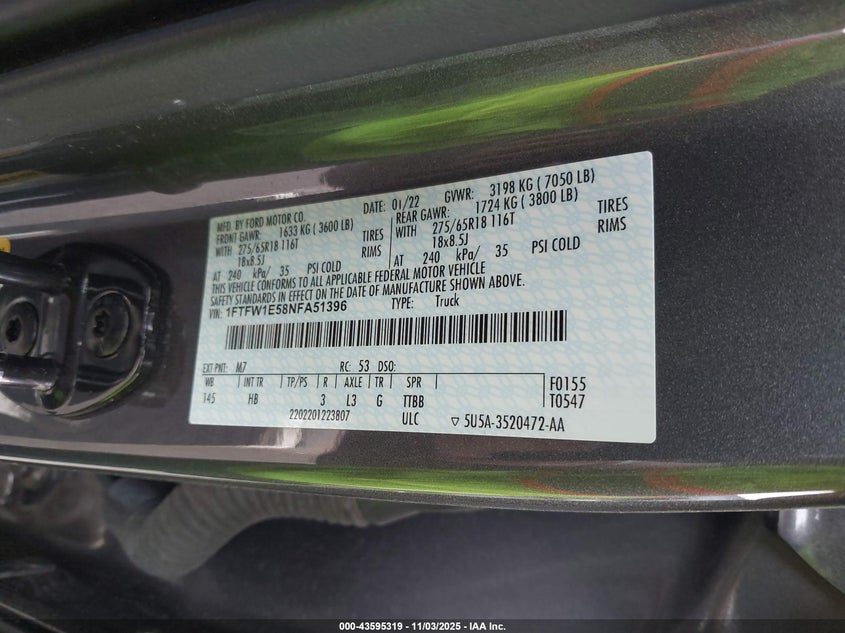 MFD. BY FORD MOTOR CO.
DATE: 01/22
GVWR: 3198 KG ( 7050 LB)
FRONT GAWR: 1633 KG ( 3600 LB)
REAR GAWR: 1724 KG ( 3800 LB)
WITH 275/65R18 116T TIRES
WITH 275/65R18 116T TIRES
18x8.5J RIMS
18x8.5J RIMS
AT 240 kPa/ 35 PSI COLD
AT 240 kPa/ 35 PSI COLD
THIS VEHICLE CONFORMS TO ALL APPLICABLE FEDERAL MOTOR VEHICLE
SAFETY STANDARDS IN EFFECT ON THE DATE OF MANUFACTURE SHOWN ABOVE.
VIN: 1FTFW1E58NFA51396
TYPE: Truck
EXT PNT: M7 RC: 53 DSO:
WB INT TR TP/PS R AXLE TR SPR
145 HB 3 L3 G TTBB
F0155
T0547
2202201223807
ULC
▽ 5U5A-3520472-AA
000-43595319 - 11/03/2025 - IAA Inc.